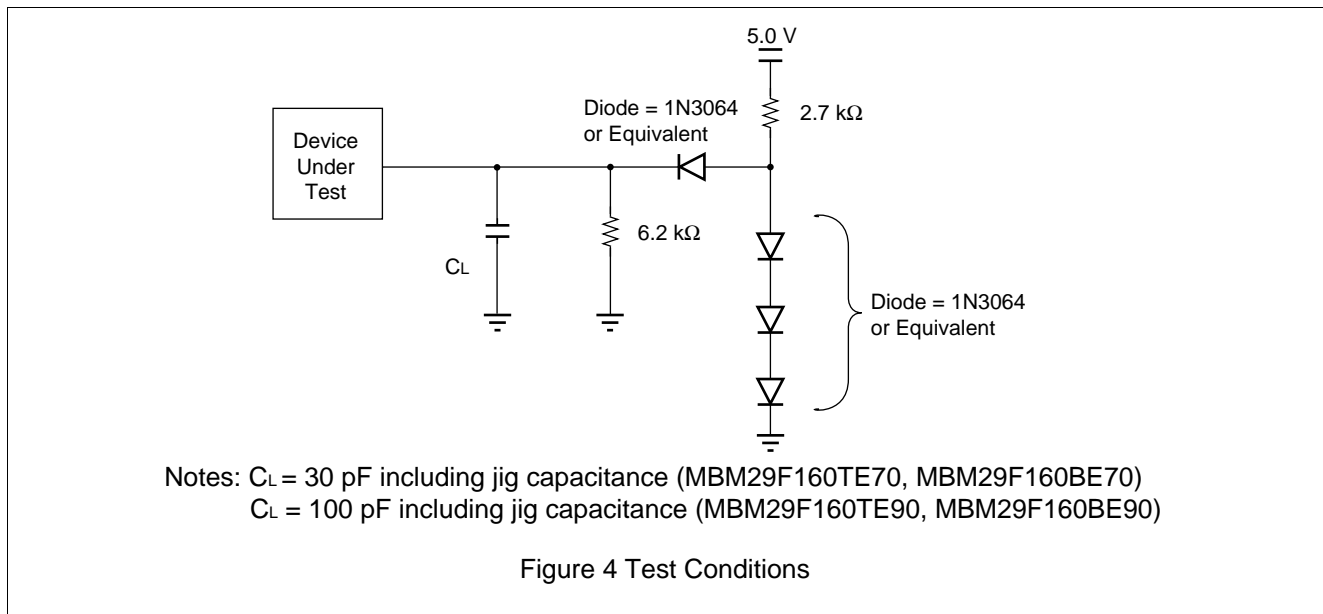 5.0 V
2.7 kΩ
Diode = 1N3064
or Equivalent
Device
Under
Test
6.2 kΩ
CL
Diode = 1N3064
or Equivalent
Notes: CL = 30 pF including jig capacitance (MBM29F160TE70, MBM29F160BE70)
CL = 100 pF including jig capacitance (MBM29F160TE90, MBM29F160BE90)
Figure 4 Test Conditions